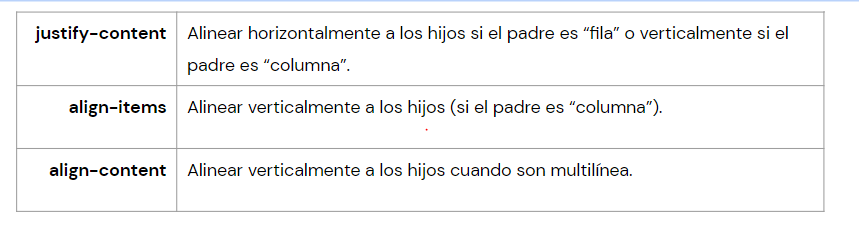 justify-content Alinear horizontalmente a los hijos si el padre es “fila” o verticalmente si el
padre es “columna”.
align-items Alinear verticalmente a los hijos (si el padre es “columna”).
align-content Alinear verticalmente a los hijos cuando son multilínea.